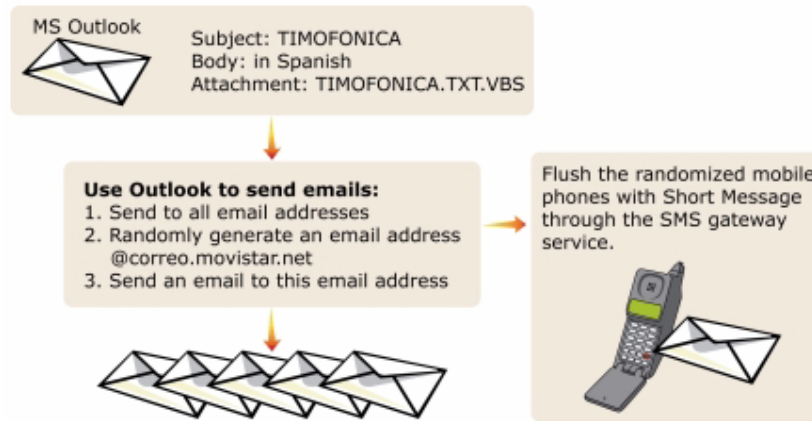 MS Outlook
Subject: TIMOFONICA
Body: in Spanish
Attachment: TIMOFONICA.TXT.VBS
Use Outlook to send emails:
1. Send to all email addresses
2. Randomly generate an email address
@correo.movistar.net
3. Send an email to this email address
Flush the randomized mobile
phones with Short Message
through the SMS gateway
service.